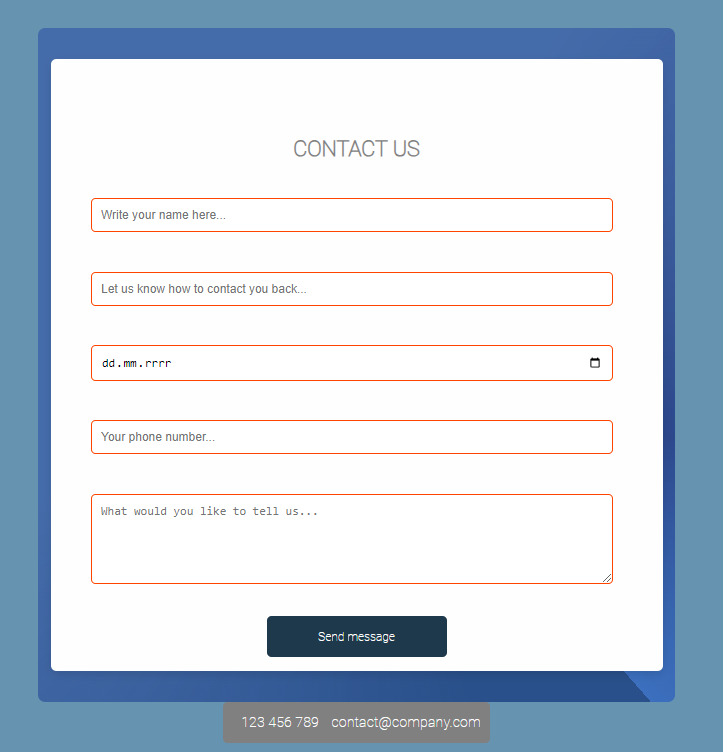 CONTACT US
Write your name here...
Let us know how to contact you back...
dd.mm.rrrr
Your phone number...
What would you like to tell us...
Send message
123 456 789 contact@company.com